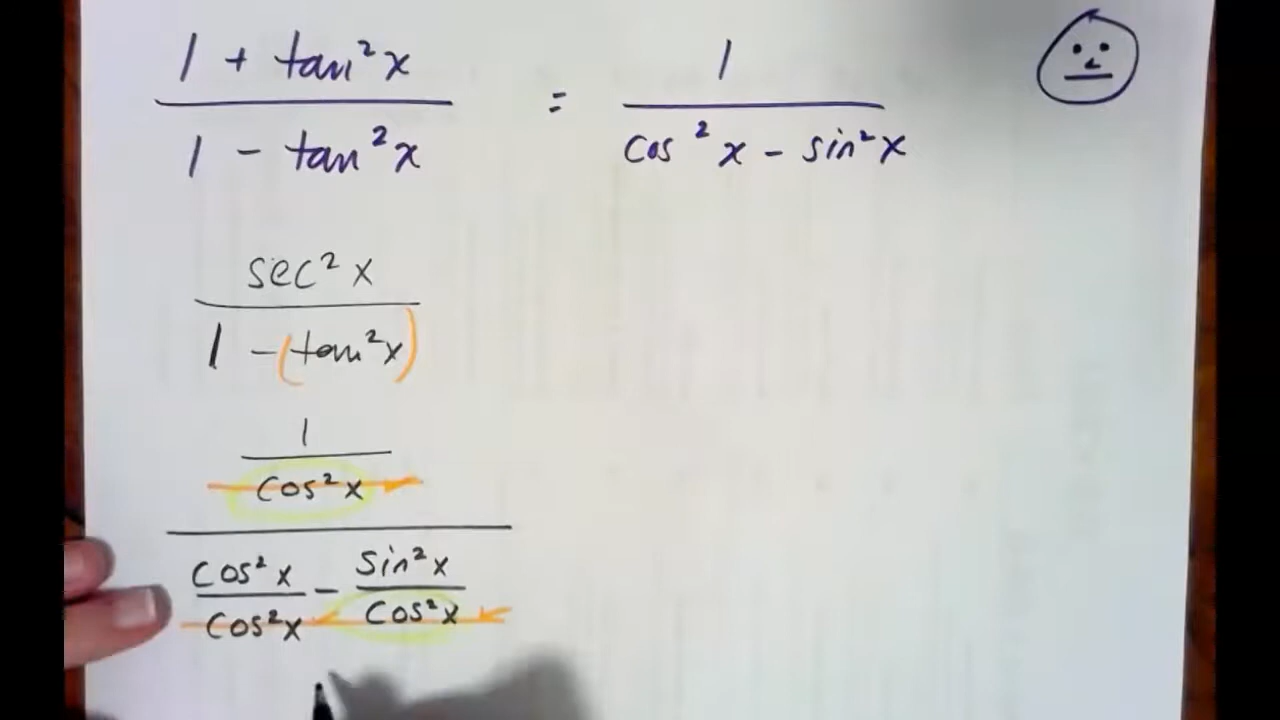 1 + tan²x / 1 - tan²x = 1 / cos²x - sin²x
sec²x
1 - (tan²x)
1
cos²x
cos²x / cos²x - sin²x / cos²x